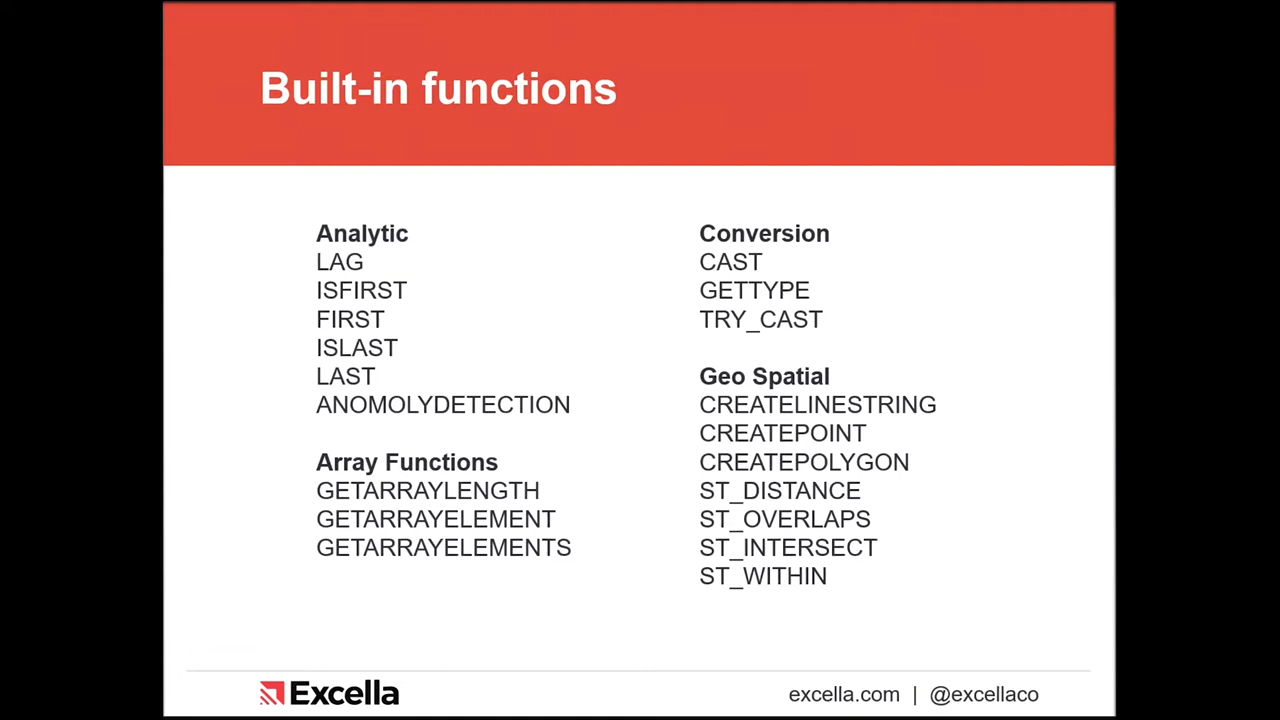 Built-in functions
Analytic
LAG
ISFIRST
FIRST
ISLAST
LAST
ANOMOLYDETECTION
Array Functions
GETARRAYLENGTH
GETARRAYELEMENT
GETARRAYELEMENTS
Conversion
CAST
GETTYPE
TRY_CAST
Geo Spatial
CREATELINESTRING
CREATEPOINT
CREATEPOLYGON
ST_DISTANCE
ST_OVERLAPS
ST_INTERSECT
ST_WITHIN
Excella
excella.com | @excellaco